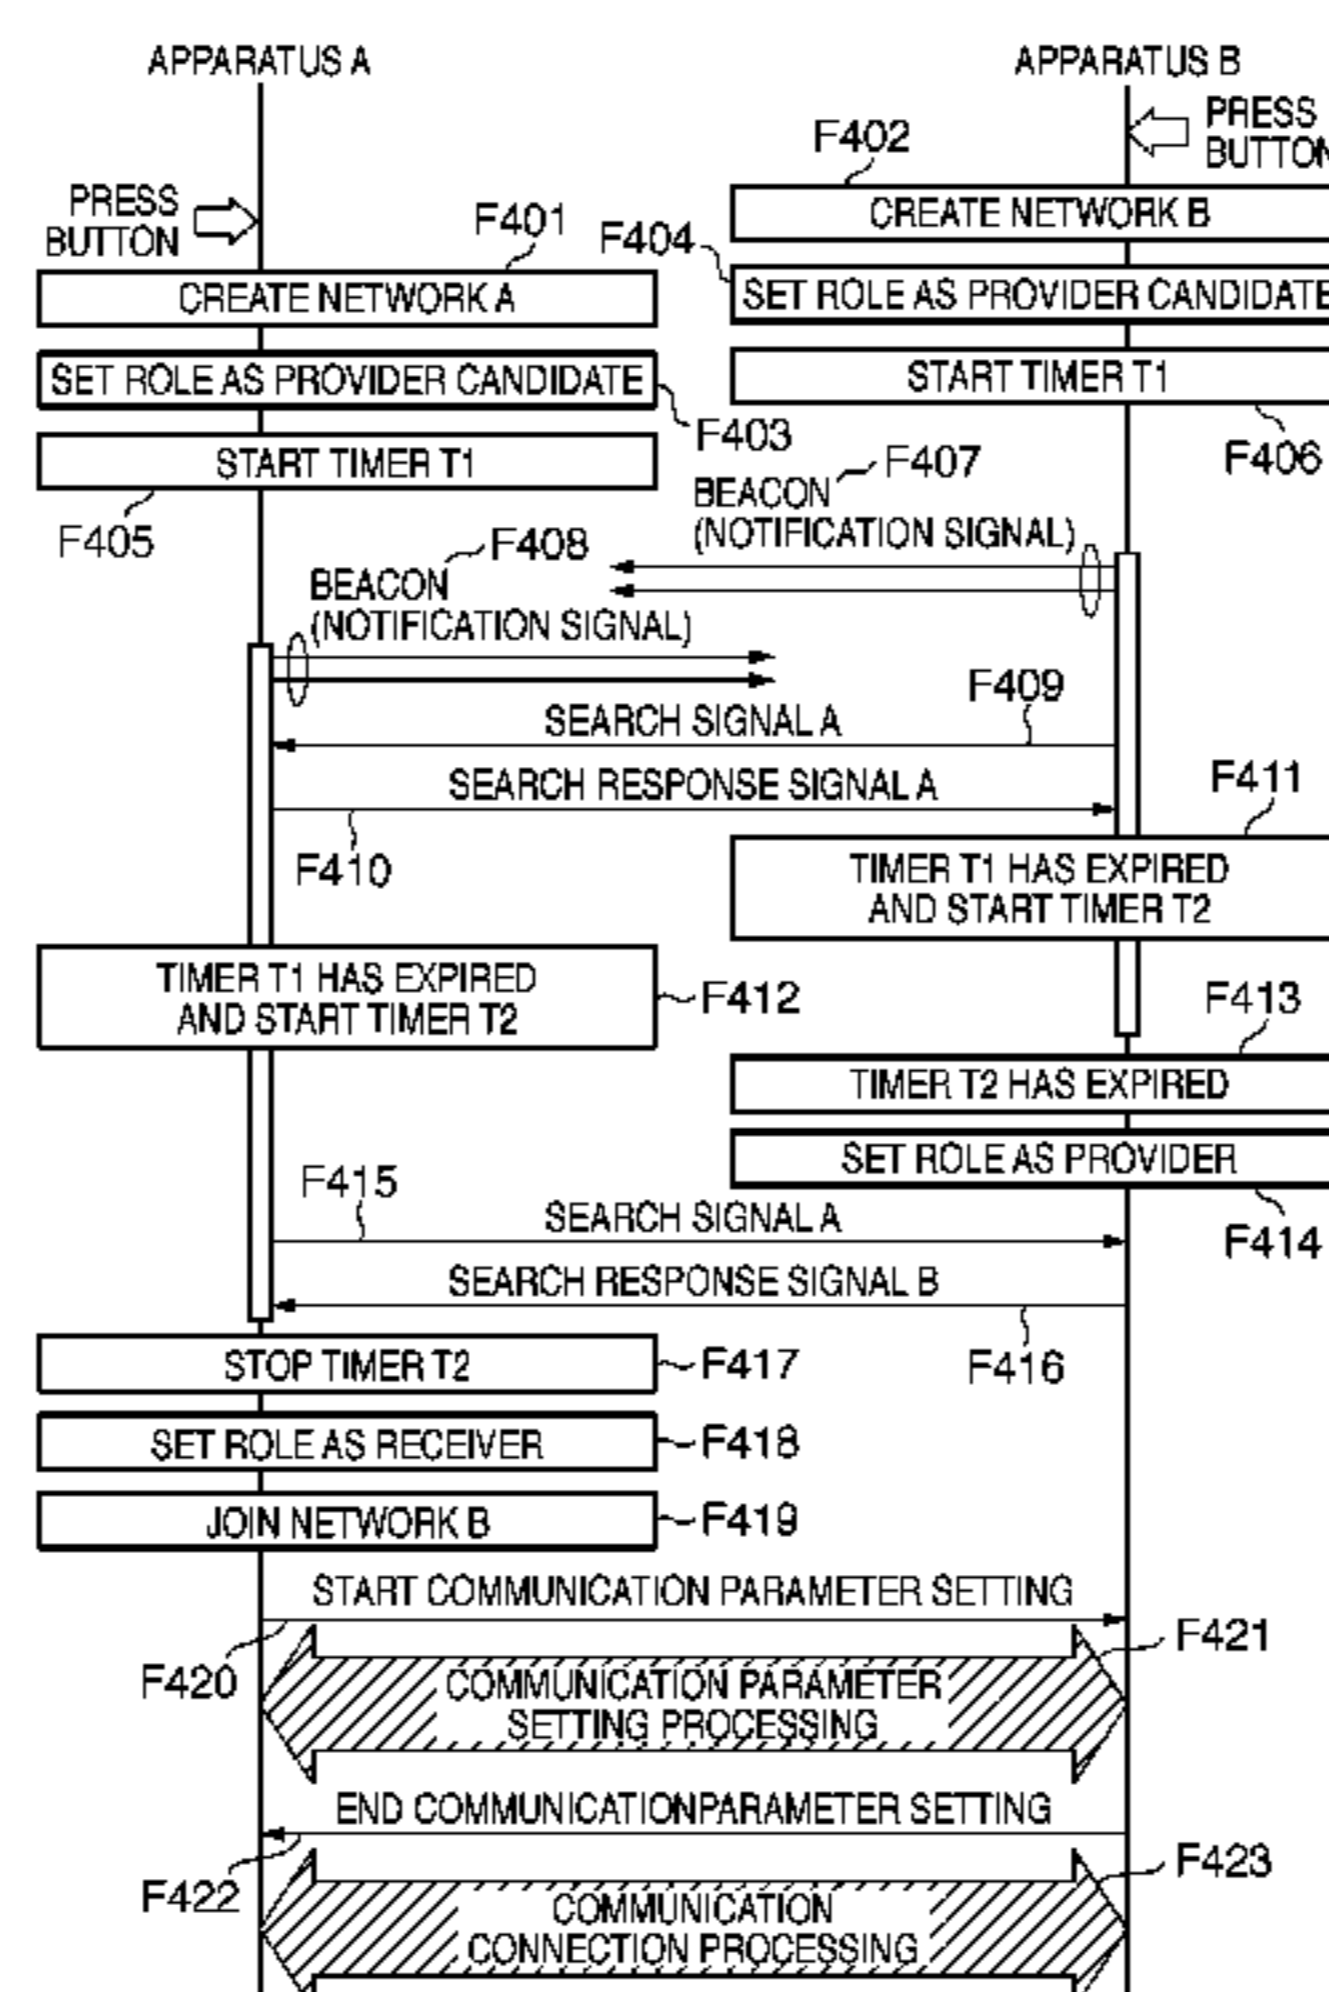 APPARATUS A
APPARATUS B
PRESS
BUTTON
F402
CREATE NETWORK B
PRESS
BUTTON
F401
F404
CREATE NETWORK A
SET ROLE AS PROVIDER CANDIDATE
SET ROLE AS PROVIDER CANDIDATE
START TIMER T1
F403
F406
START TIMER T1
F407
BEACON
(NOTIFICATION SIGNAL)
F405
F408
BEACON
(NOTIFICATION SIGNAL)
F409
SEARCH SIGNAL A
SEARCH RESPONSE SIGNAL A
F411
F410
TIMER T1 HAS EXPIRED
AND START TIMER T2
TIMER T1 HAS EXPIRED
AND START TIMER T2
F412
F413
TIMER T2 HAS EXPIRED
SET ROLE AS PROVIDER
F415
SEARCH SIGNAL A
F414
SEARCH RESPONSE SIGNAL B
STOP TIMER T2
F417
F416
SET ROLE AS RECEIVER
F418
JOIN NETWORK B
F419
START COMMUNICATION PARAMETER SETTING
F421
F420
COMMUNICATION PARAMETER
SETTING PROCESSING
END COMMUNICATIONPARAMETER SETTING
F423
F422
COMMUNICATION
CONNECTION PROCESSING